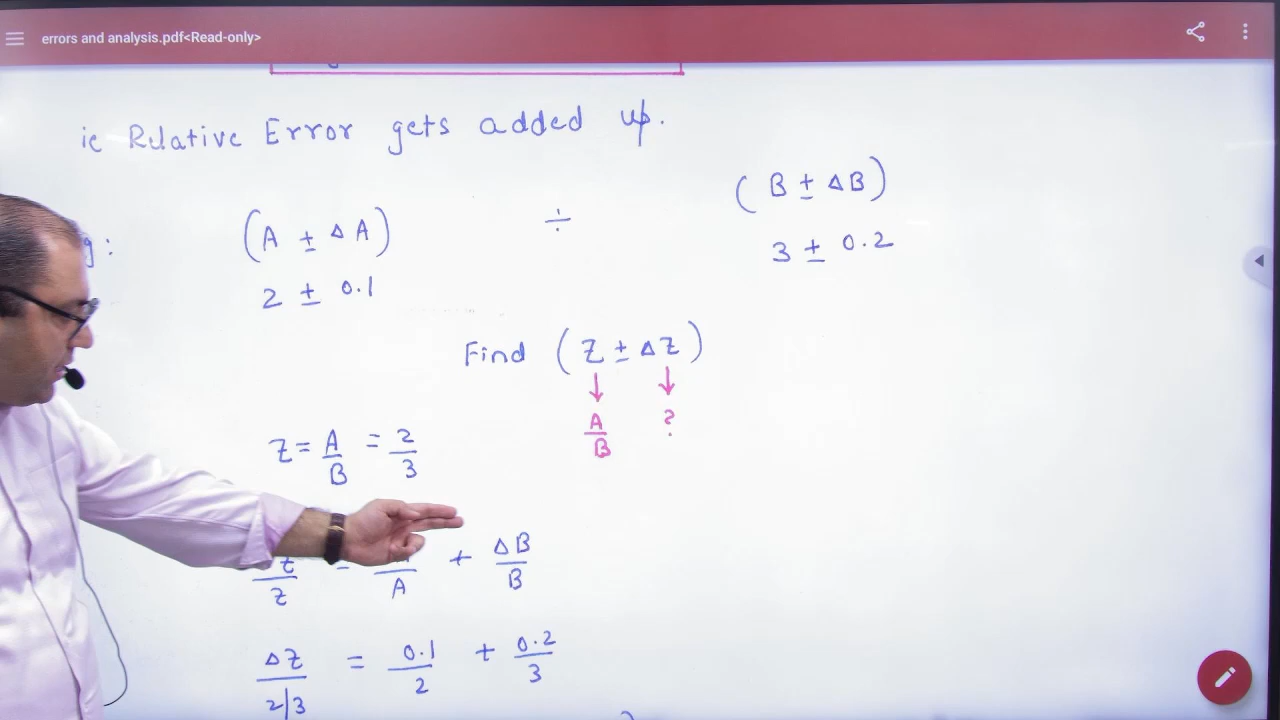 errors and analysis.pdf<Read-only>
ie Relative Error gets added up.
g : (A ± ΔA) ÷ (B ± ΔB)
2 ± 0.1 3 ± 0.2
Find (Z ± ΔZ)
↓ ↓
A/B ?
Z = A/B = 2/3
Z/Z = /A + ΔB/B
ΔZ/2/3 = 0.1/2 + 0.2/3